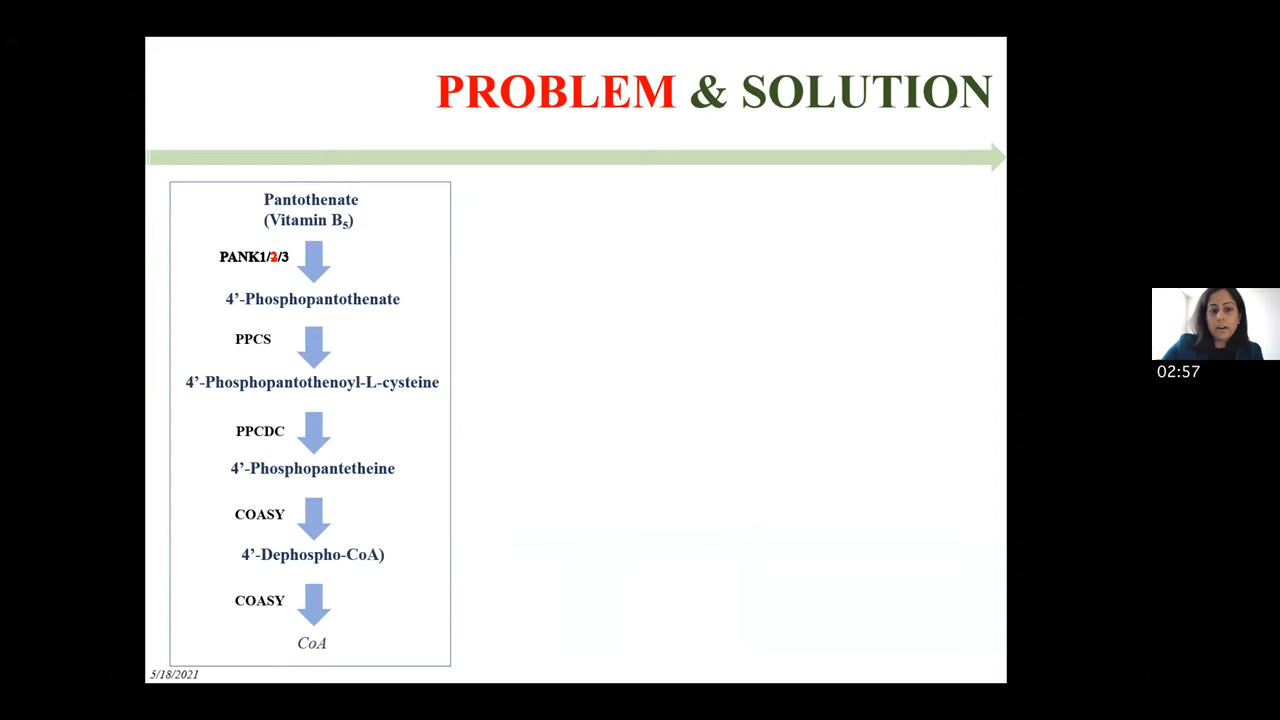 PROBLEM & SOLUTION
Pantothenate
(Vitamin B₅)
PANK1/2/3
4’-Phosphopantothenate
PPCS
4’-Phosphopantothenoyl-L-cysteine
PPCDC
4’-Phosphopantetheine
COASY
4’-Dephospho-CoA)
COASY
CoA
5/18/2021
02:57